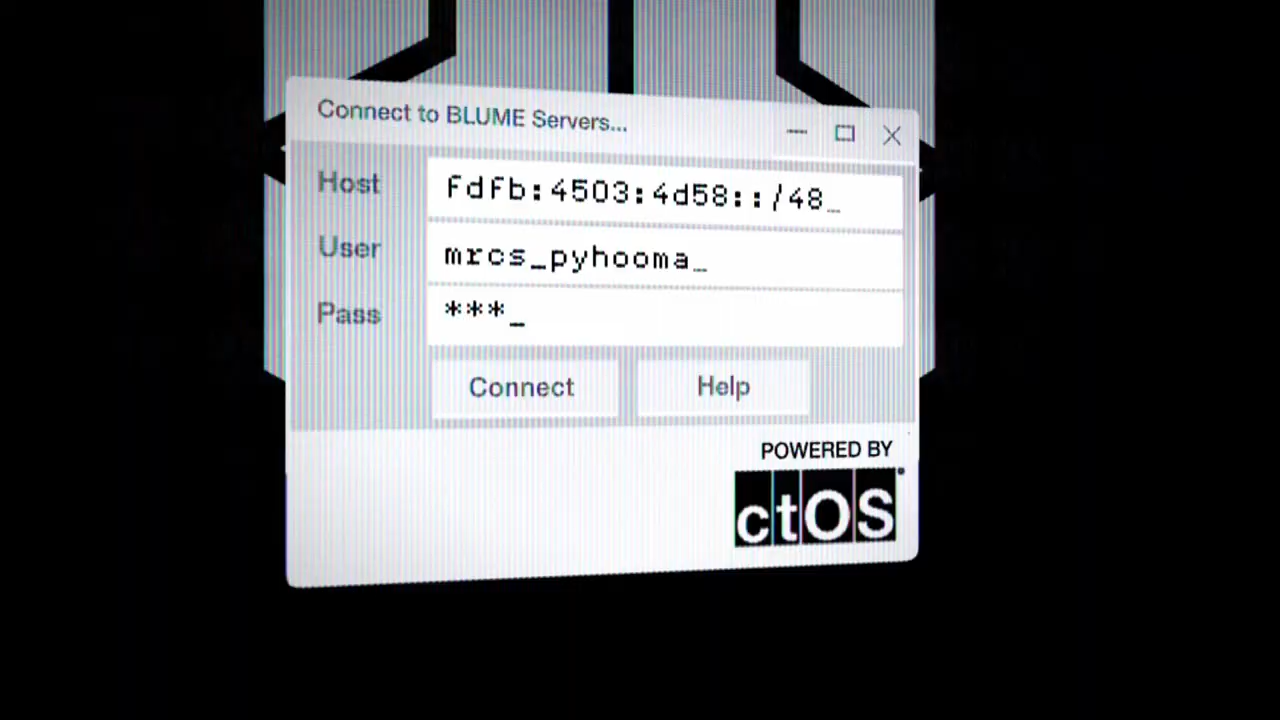 Connect to BLUME Servers...
Host fdfb:4503:4d58::/48_
User mrcs_pyhooma_
Pass ***_
Connect Help
POWERED BY
ctOS